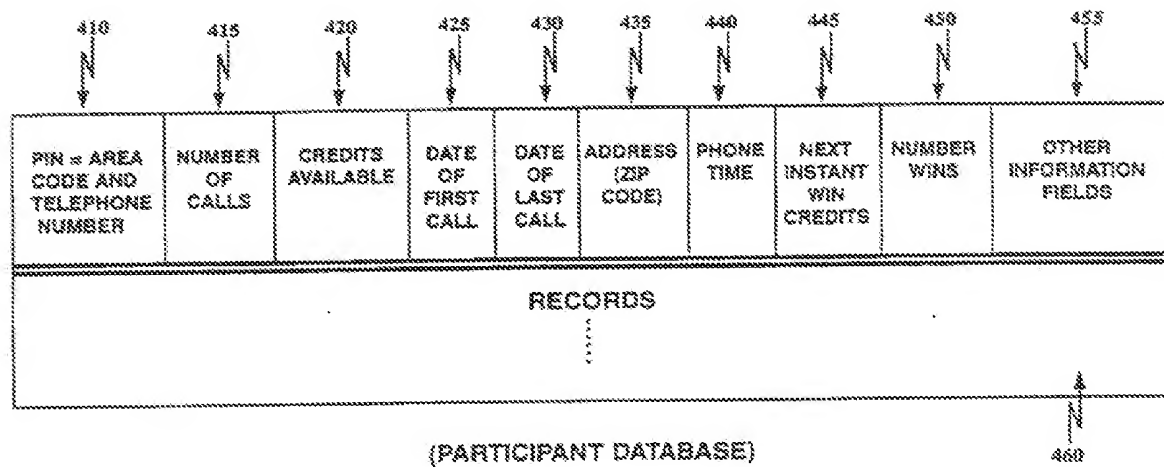 410 415 420 425 430 435 440 445 450 455
PIN = AREA CODE AND TELEPHONE NUMBER
NUMBER OF CALLS
CREDITS AVAILABLE
DATE OF FIRST CALL
DATE OF LAST CALL
ADDRESS (ZIP CODE)
PHONE TIME
NEXT INSTANT WIN CREDITS
NUMBER WINS
OTHER INFORMATION FIELDS
RECORDS
(PARTICIPANT DATABASE)
460